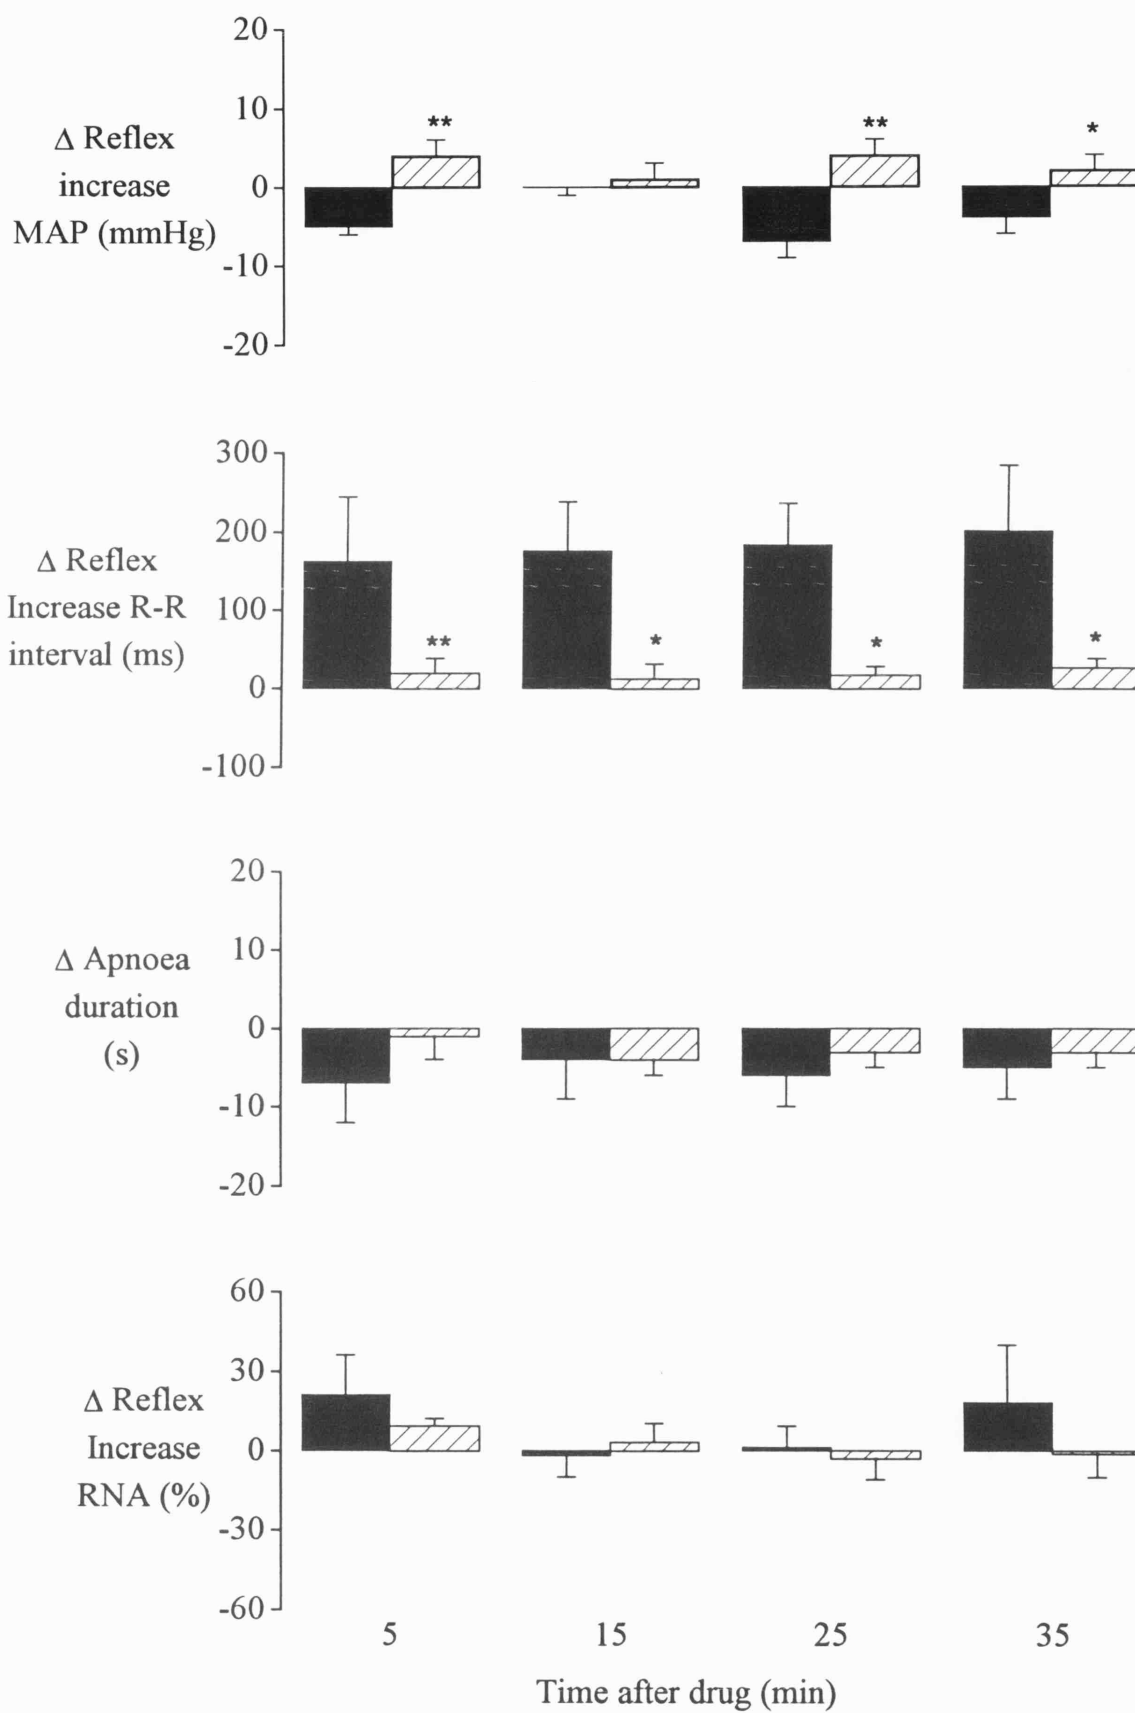 20
10
0
-10
-20
Δ Reflex
increase
MAP (mmHg)
**
**
*
300
200
100
0
-100
Δ Reflex
Increase R-R
interval (ms)
**
*
*
*
20
10
0
-10
-20
Δ Apnoea
duration
(s)
60
30
0
-30
-60
Δ Reflex
Increase
RNA (%)
5 15 25 35
Time after drug (min)